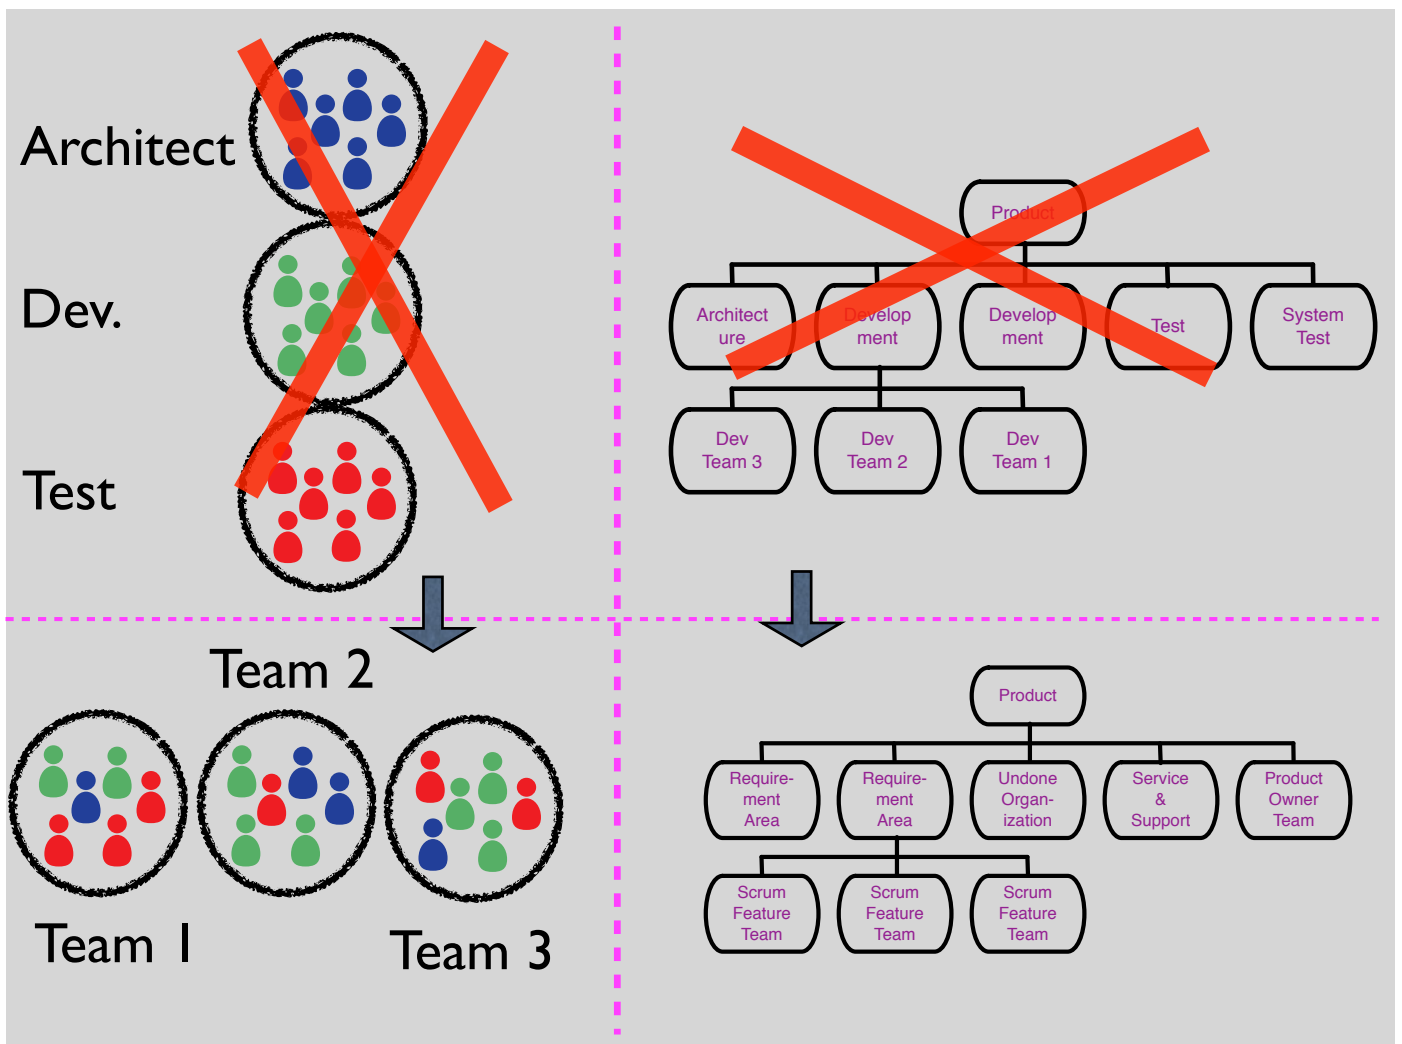 Architect
Dev.
Test
Product
Architect
ure
Develop
ment
Develop
ment
Test
System
Test
Dev
Team 3
Dev
Team 2
Dev
Team 1
Team 2
Team 1
Team 3
Product
Require-
ment
Area
Require-
ment
Area
Undone
Organ-
ization
Service
&
Support
Product
Owner
Team
Scrum
Feature
Team
Scrum
Feature
Team
Scrum
Feature
Team